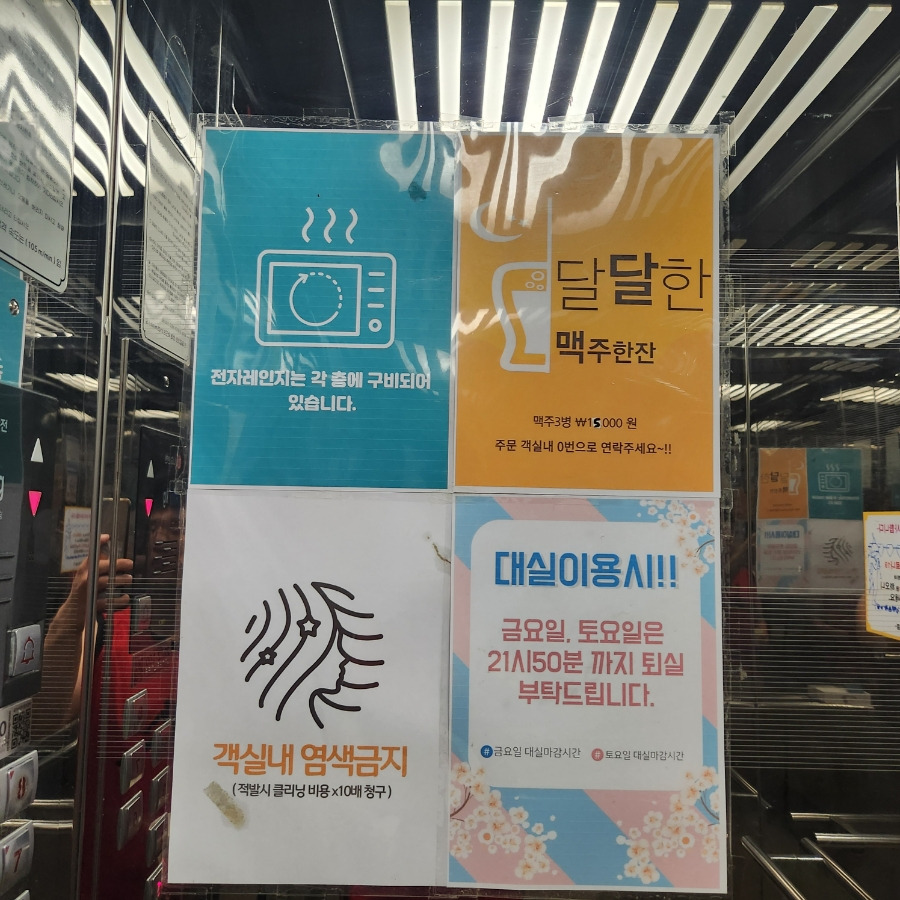 전자레인지는 각 층에 구비되어
있습니다.
달달한
맥주한잔
맥주3병 ₩15000 원
주문 객실내 0번으로 연락주세요~!!
객실내 염색금지
( 적발시 클리닝 비용 x10배 청구 )
대실이용시!!
금요일, 토요일은
21시50분 까지 퇴실
부탁드립니다.
#금요일 대실마감시간 #토요일 대실마감시간
8
7